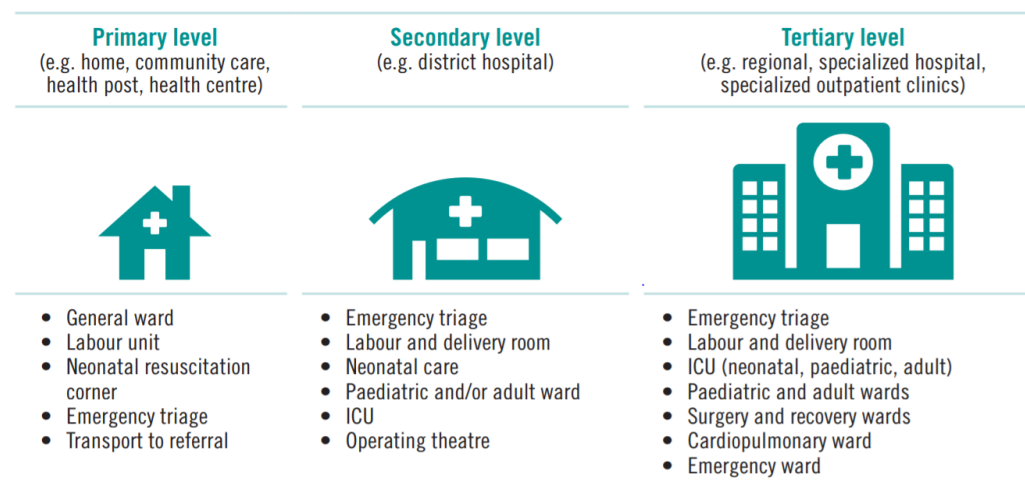 Primary level
(e.g. home, community care,
health post, health centre)
Secondary level
(e.g. district hospital)
Tertiary level
(e.g. regional, specialized hospital,
specialized outpatient clinics)
• General ward
• Labour unit
• Neonatal resuscitation
corner
• Emergency triage
• Transport to referral
• Emergency triage
• Labour and delivery room
• Neonatal care
• Paediatric and/or adult ward
• ICU
• Operating theatre
• Emergency triage
• Labour and delivery room
• ICU (neonatal, paediatric, adult)
• Paediatric and adult wards
• Surgery and recovery wards
• Cardiopulmonary ward
• Emergency ward